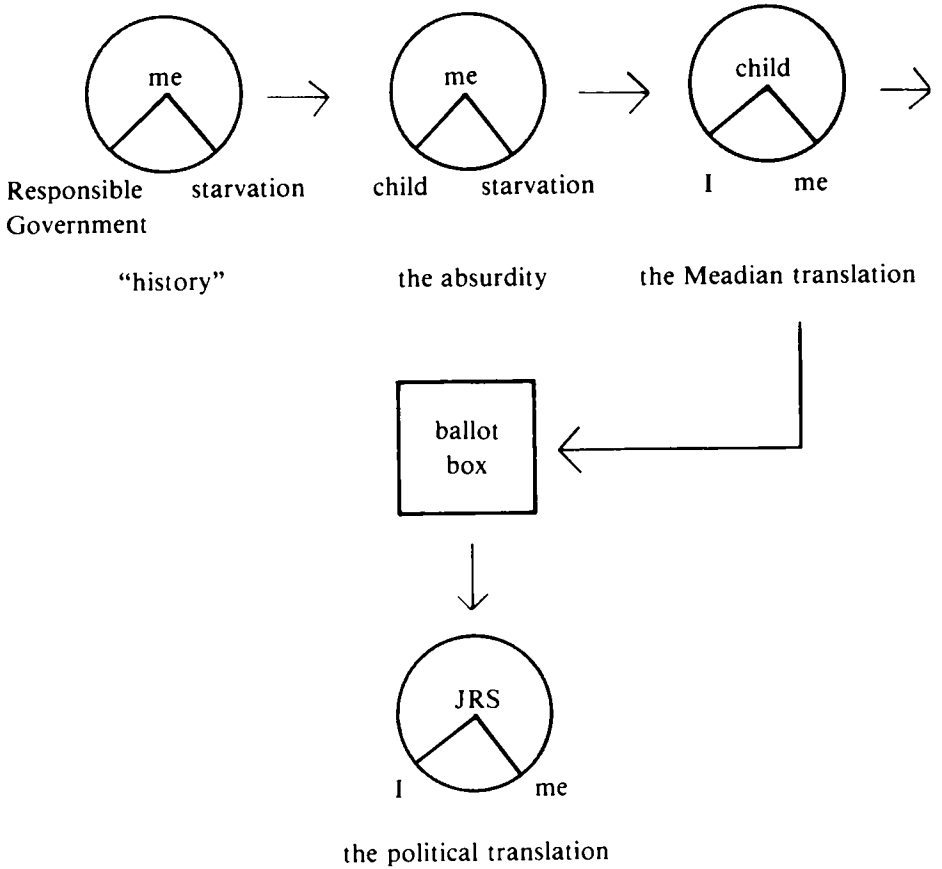 me
me
child
Responsible starvation
Government
child starvation
I me
“history”
the absurdity
the Meadian translation
ballot
box
JRS
I me
the political translation